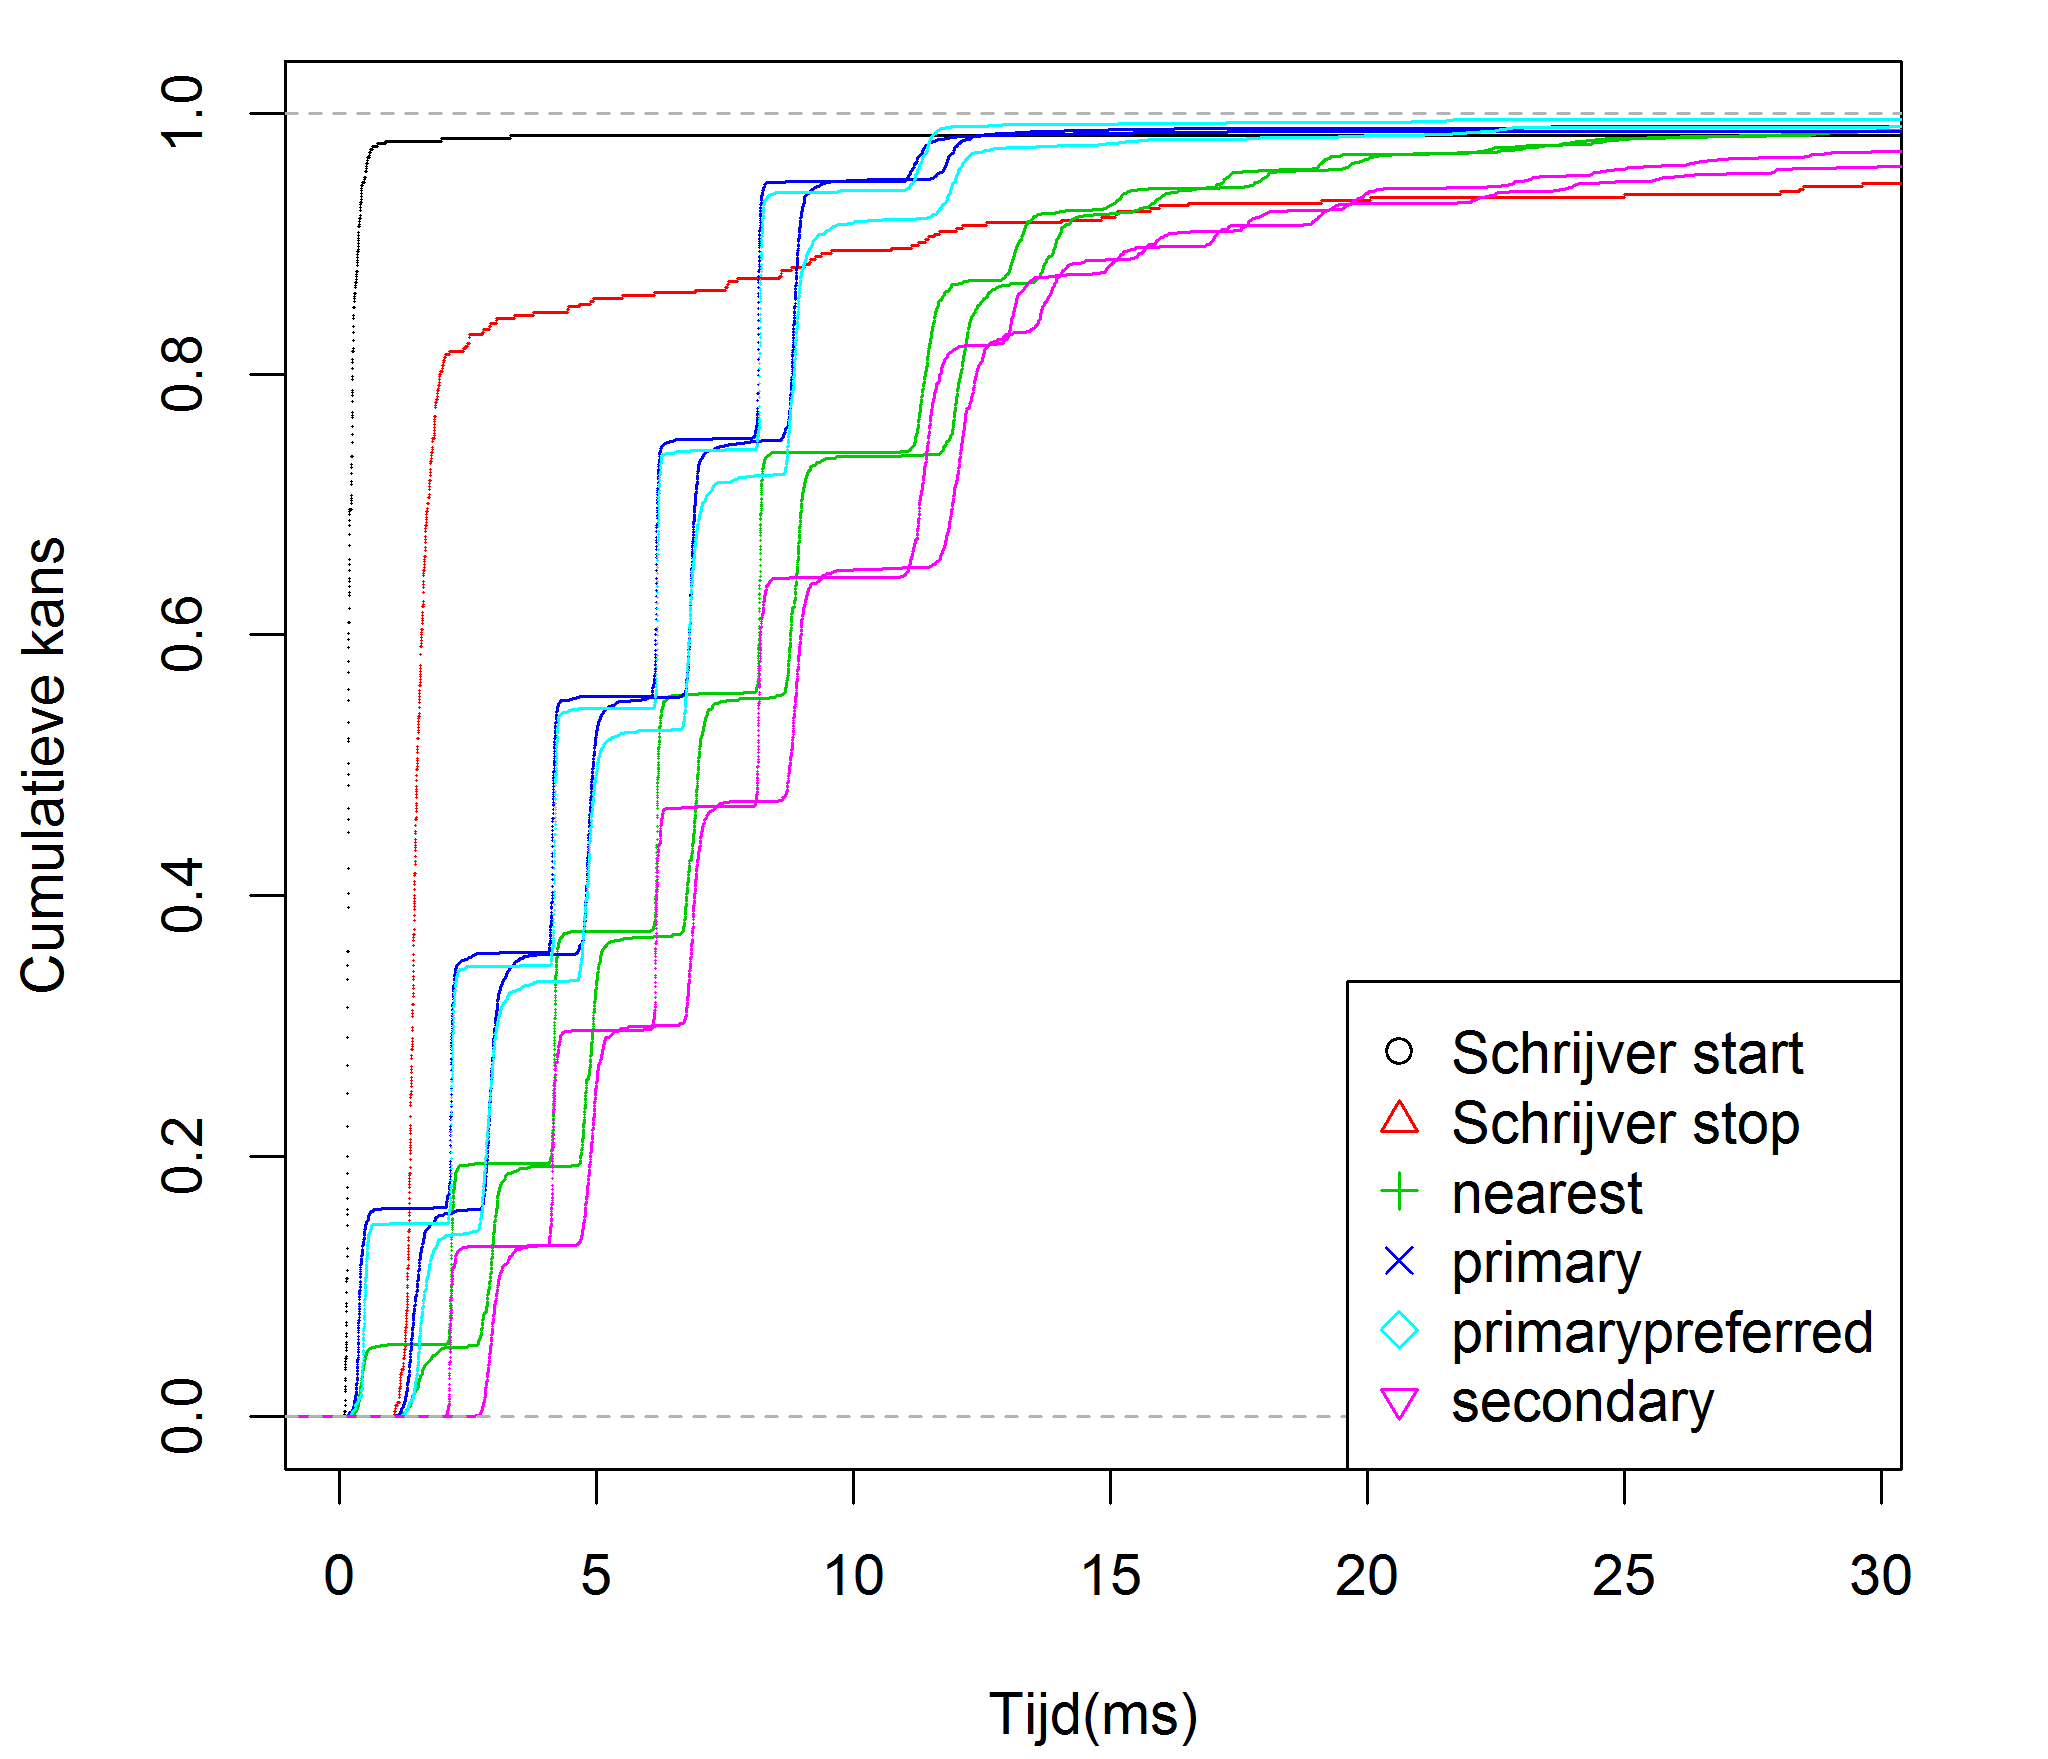 Cumulatieve kans
1.0
0.8
0.6
0.4
0.2
0.0
Schrijver start
Schrijver stop
nearest
primary
primarypreferred
secondary
0 5 10 15 20 25 30
Tijd(ms)